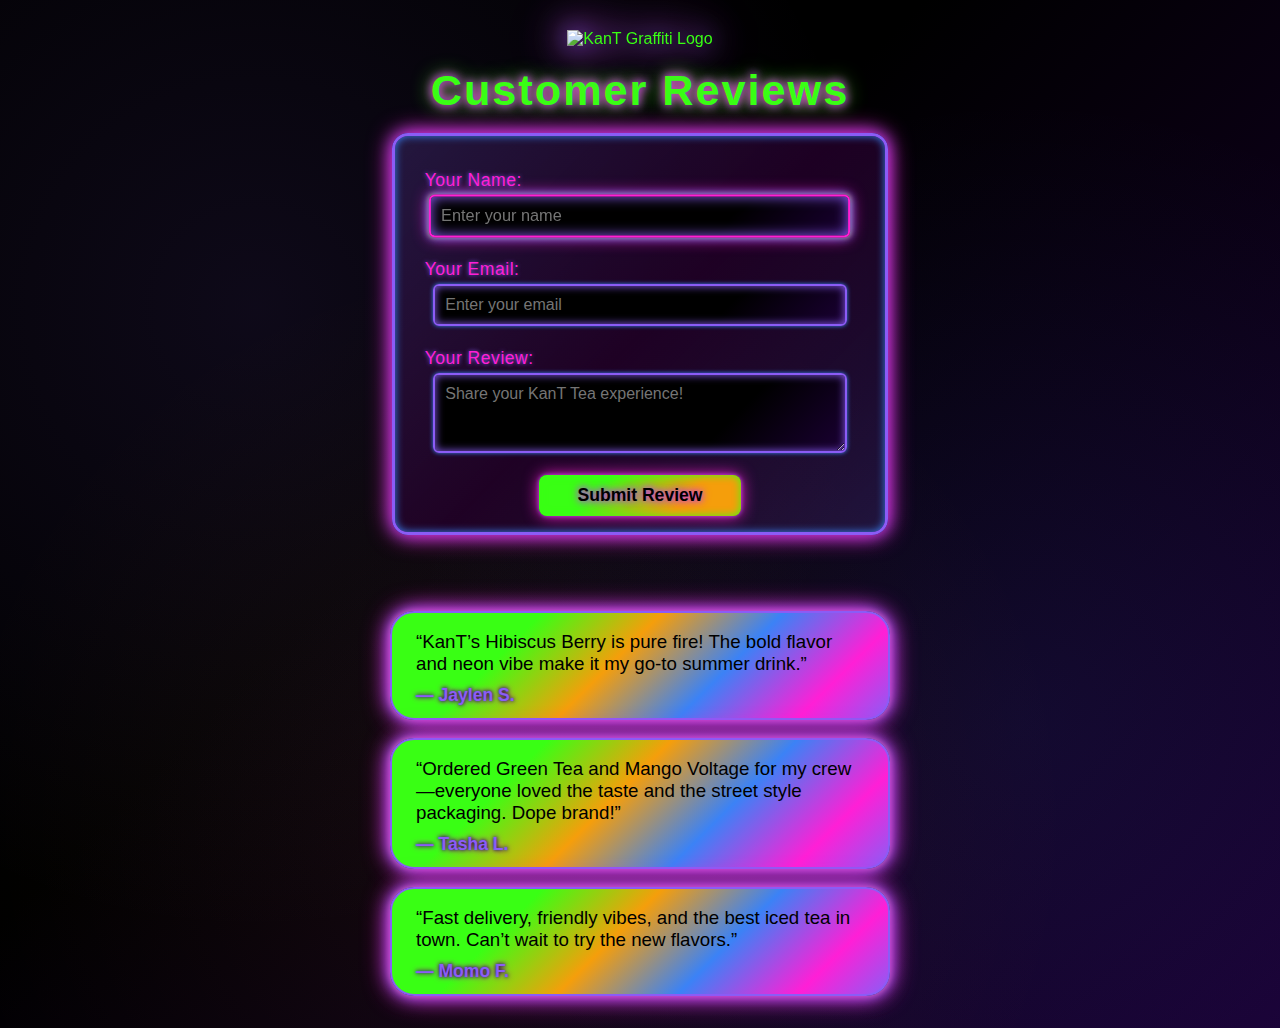 KanT Graffiti Logo
Customer Reviews
Your Name:
Enter your name
Your Email:
Enter your email
Your Review:
Share your KanT Tea experience!
Submit Review
“KanT’s Hibiscus Berry is pure fire! The bold flavor
and neon vibe make it my go-to summer drink.”
— Jaylen S.
“Ordered Green Tea and Mango Voltage for my crew
—everyone loved the taste and the street style
packaging. Dope brand!”
— Tasha L.
“Fast delivery, friendly vibes, and the best iced tea in
town. Can’t wait to try the new flavors.”
— Momo F.